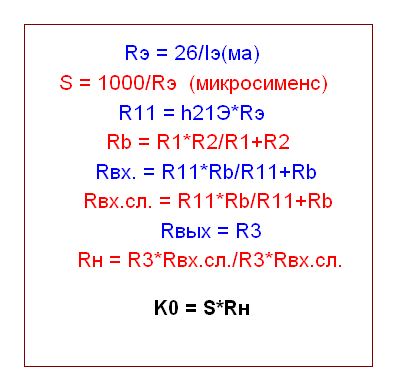 Rэ = 26/Iэ(ма)
S = 1000/Rэ (микросименс)
R11 = h21Э*Rэ
Rb = R1*R2/R1+R2
Rвх. = R11*Rb/R11+Rb
Rвх.сл. = R11*Rb/R11+Rb
Rвых = R3
Rн = R3*Rвх.сл./R3*Rвх.сл.
K0 = S*Rн